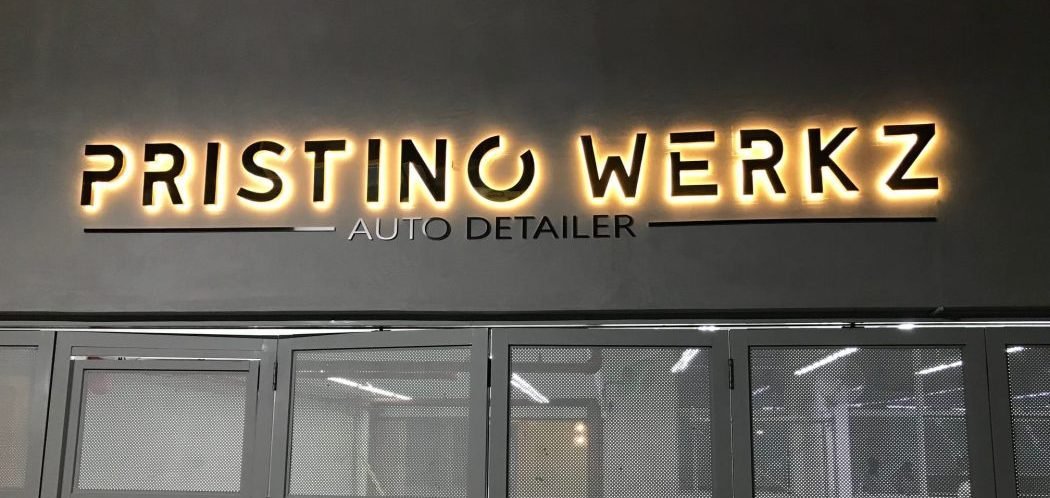 PRISTINO WERKZ
AUTO DETAILER